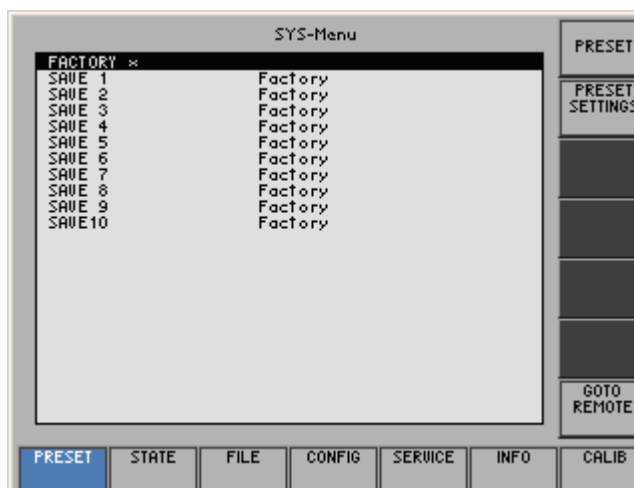 SYS-Menu
FACTORY *
SAVE 1 Factory
SAVE 2 Factory
SAVE 3 Factory
SAVE 4 Factory
SAVE 5 Factory
SAVE 6 Factory
SAVE 7 Factory
SAVE 8 Factory
SAVE 9 Factory
SAVE10 Factory
PRESET
PRESET
SETTINGS
GOTO
REMOTE
PRESET STATE FILE CONFIG SERVICE INFO CALIB